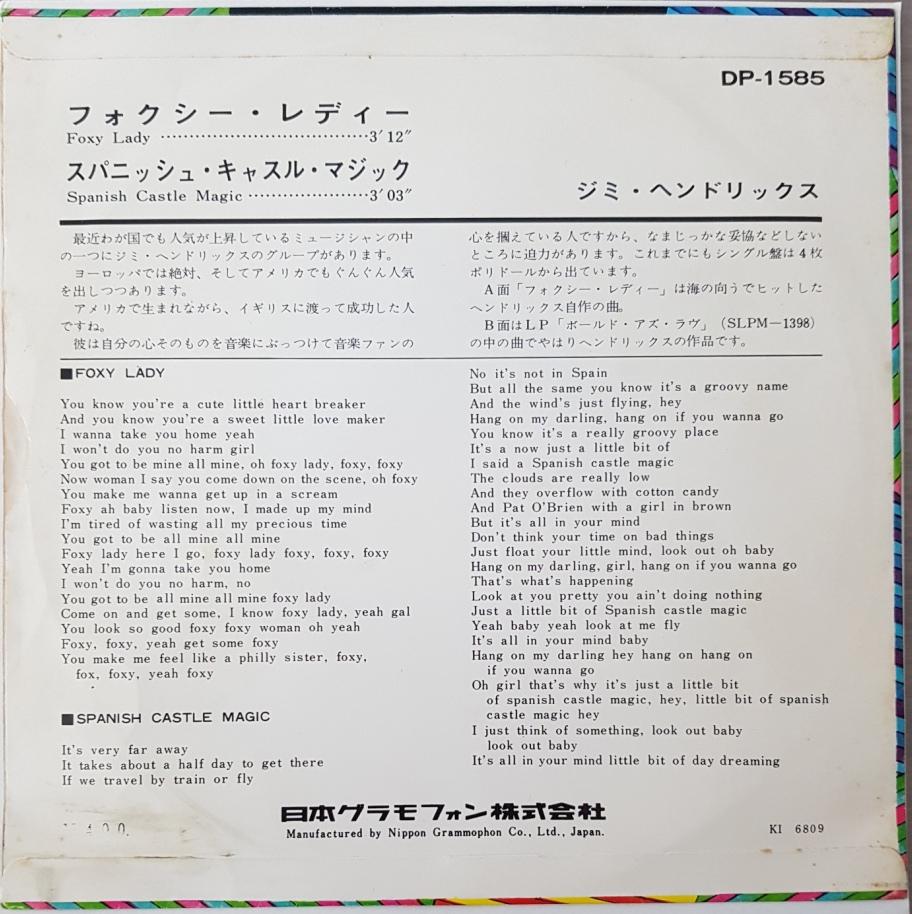 DP-1585
フォクシー・レディー
Foxy Lady ··································3′12″
スパニッシュ・キャスル・マジック
Spanish Castle Magic ····················3′03″
ジミ・ヘンドリックス
最近わが国でも人気が上昇しているミュージシャンの中
の一つにジミ・ヘンドリックスのグループがあります。
ヨーロッパでは絶対、そしてアメリカでもぐんぐん人気
を出しつつあります。
アメリカで生まれながら、イギリスに渡って成功した人
ですね。
彼は自分の心そのものを音楽にぶっつけて音楽ファンの
心を摑えている人ですから、なまじっかな妥協などしない
ところに迫力があります。これまでにもシングル盤は4枚
ポリドールから出ています。
A面「フォクシー・レディー」は海の向うでヒットした
ヘンドリックス自作の曲。
B面はLP「ボールド・アズ・ラヴ」（SLPM－1398）
の中の曲でやはりヘンドリックスの作品です。
■FOXY LADY
You know you're a cute little heart breaker
And you know you're a sweet little love maker
I wanna take you home yeah
I won't do you no harm girl
You got to be mine all mine, oh foxy lady, foxy, foxy
Now woman I say you come down on the scene, oh foxy
You make me wanna get up in a scream
Foxy ah baby listen now, I made up my mind
I'm tired of wasting all my precious time
You got to be all mine all mine
Foxy lady here I go, foxy lady foxy, foxy, foxy
Yeah I'm gonna take you home
I won't do you no harm, no
You got to be all mine all mine foxy lady
Come on and get some, I know foxy lady, yeah gal
You look so good foxy foxy woman oh yeah
Foxy, foxy, yeah get some foxy
You make me feel like a philly sister, foxy,
fox, foxy, yeah foxy
■SPANISH CASTLE MAGIC
It's very far away
It takes about a half day to get there
If we travel by train or fly
No it's not in Spain
But all the same you know it's a groovy name
And the wind's just flying, hey
Hang on my darling, hang on if you wanna go
You know it's a really groovy place
It's a now just a little bit of
I said a Spanish castle magic
The clouds are really low
And they overflow with cotton candy
And Pat O'Brien with a girl in brown
But it's all in your mind
Don't think your time on bad things
Just float your little mind, look out oh baby
Hang on my darling, girl, hang on if you wanna go
That's what's happening
Look at you pretty you ain't doing nothing
Just a little bit of Spanish castle magic
Yeah baby yeah look at me fly
It's all in your mind baby
Hang on my darling hey hang on hang on
if you wanna go
Oh girl that's why it's just a little bit
of spanish castle magic, hey, little bit of spanish
castle magic hey
I just think of something, look out baby
look out baby
It's all in your mind little bit of day dreaming
日本グラモフォン株式会社
Manufactured by Nippon Grammophon Co., Ltd., Japan.
KI 6809